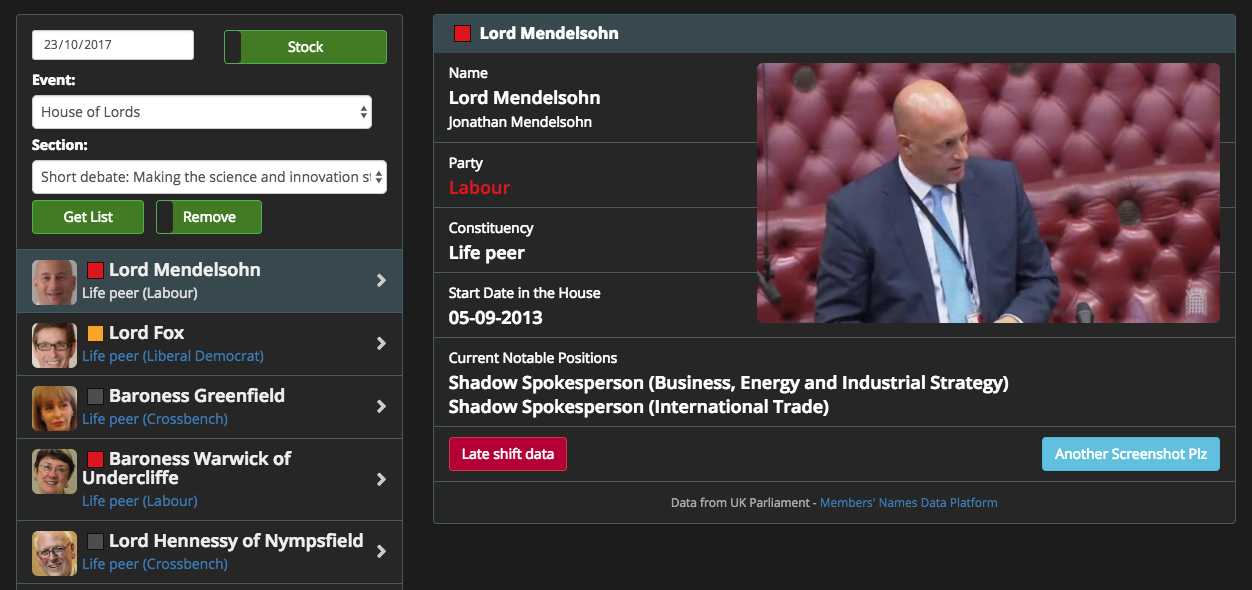 23/10/2017
Stock
Event:
House of Lords
Section:
Short debate: Making the science and innovation
Get List
Remove
Lord Mendelsohn
Life peer (Labour)
Lord Fox
Life peer (Liberal Democrat)
Baroness Greenfield
Life peer (Crossbench)
Baroness Warwick of
Undercliffe
Life peer (Labour)
Lord Hennessy of Nympsfield
Life peer (Crossbench)
Lord Mendelsohn
Name
Lord Mendelsohn
Jonathan Mendelsohn
Party
Labour
Constituency
Life peer
Start Date in the House
05-09-2013
Current Notable Positions
Shadow Spokesperson (Business, Energy and Industrial Strategy)
Shadow Spokesperson (International Trade)
Late shift data
Another Screenshot Plz
Data from UK Parliament - Members' Names Data Platform